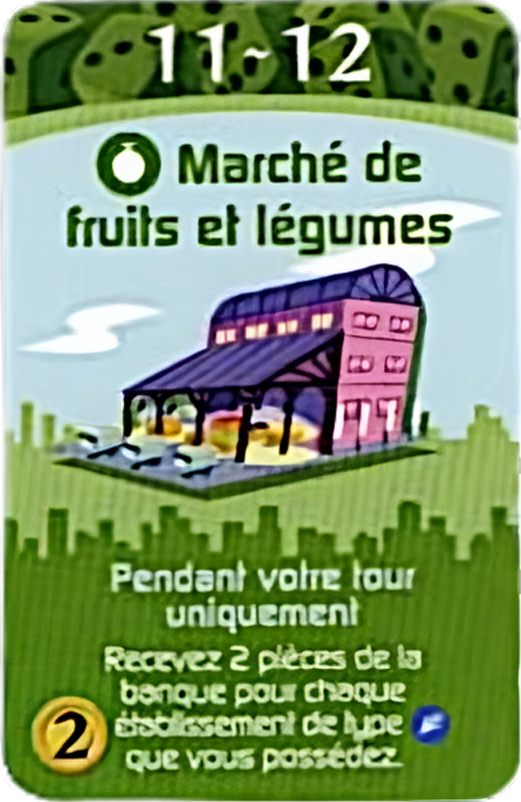 11-12
Marché de
fruits et légumes
Pendant votre tour
uniquement
Recevez 2 pièces de la
banque pour chaque
établissement de type
que vous possédez.
2